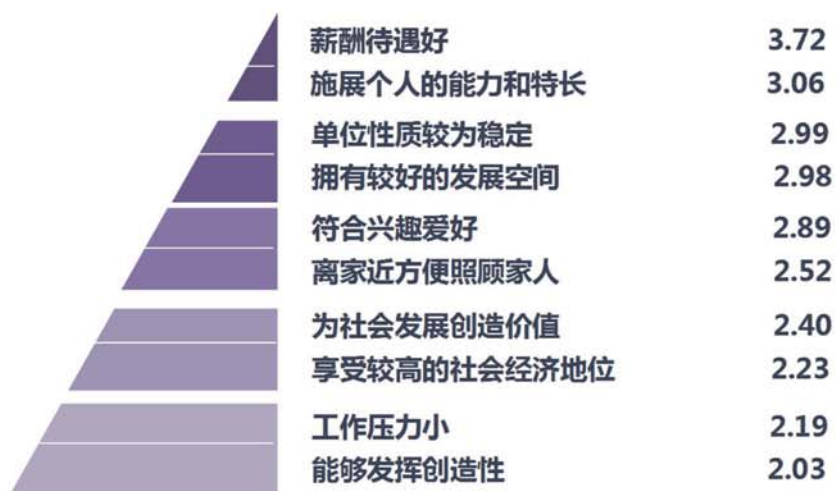 薪酬待遇好 3.72
施展个人的能力和特长 3.06
单位性质较为稳定 2.99
拥有较好的发展空间 2.98
符合兴趣爱好 2.89
离家近方便照顾家人 2.52
为社会发展创造价值 2.40
享受较高的社会经济地位 2.23
工作压力小 2.19
能够发挥创造性 2.03